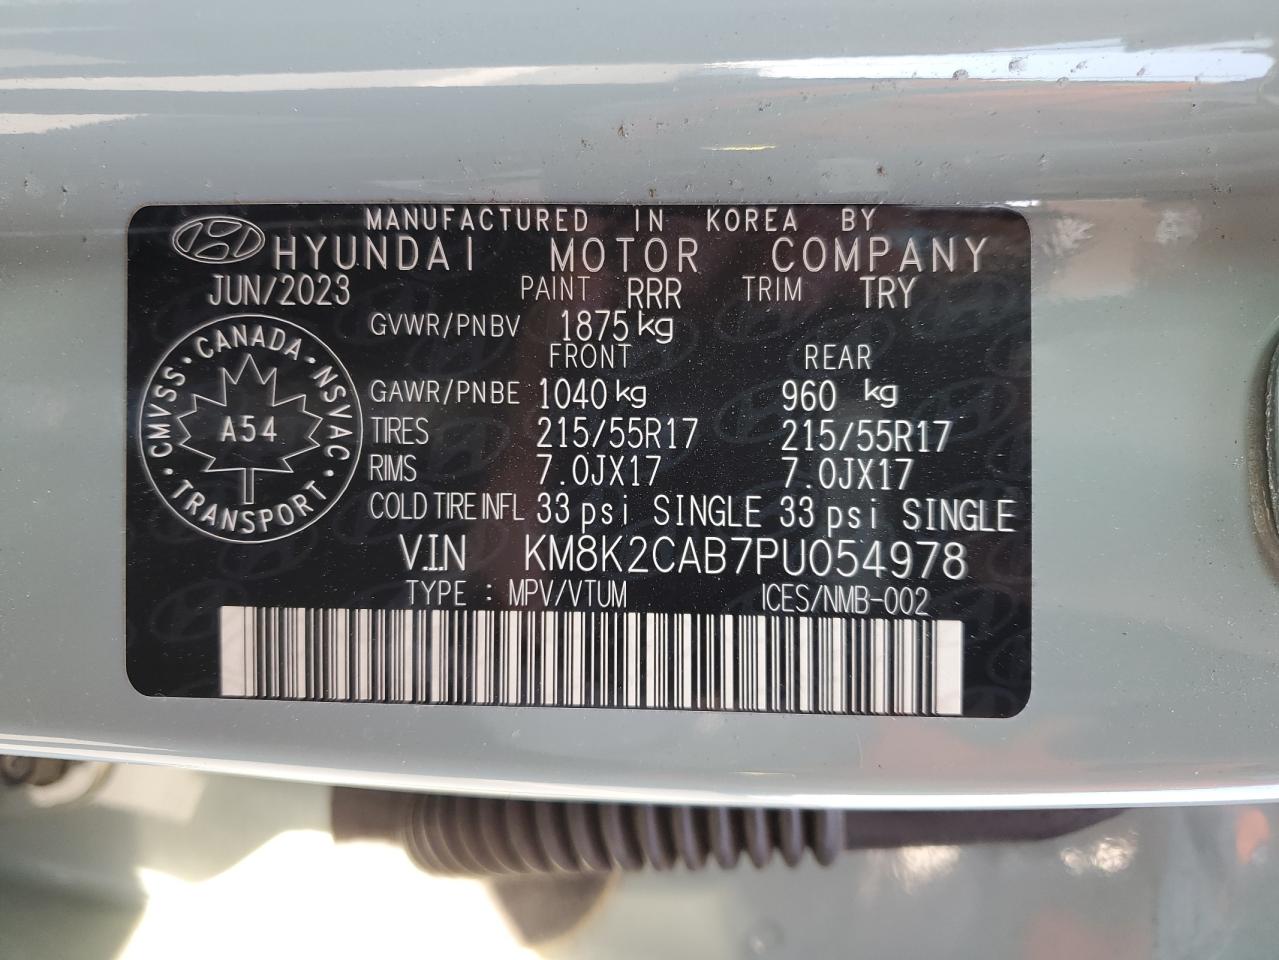 MANUFACTURED IN KOREA BY
HYUNDAI MOTOR COMPANY
JUN/2023 PAINT RRR TRIM TRY
GVWR/PNBV 1875 kg
FRONT REAR
GAWR/PNBE 1040 kg 960 kg
TIRES 215/55R17 215/55R17
RIMS 7.0JX17 7.0JX17
COLD TIRE INFL 33 psi SINGLE 33 psi SINGLE
V.I.N KM8K2CAB7PU054978
TYPE : MPV/VTUM ICES/NMB-002
CMVSS · CANADA · NSVAC · TRANSPORT ·
A54